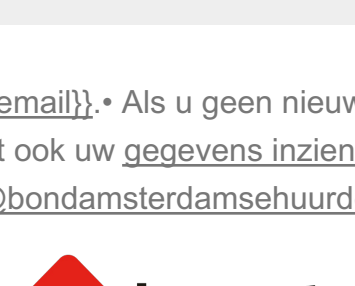 email}}.• Als u geen nieuw
t ook uw gegevens inzien
@bondamsterdamsehuurd